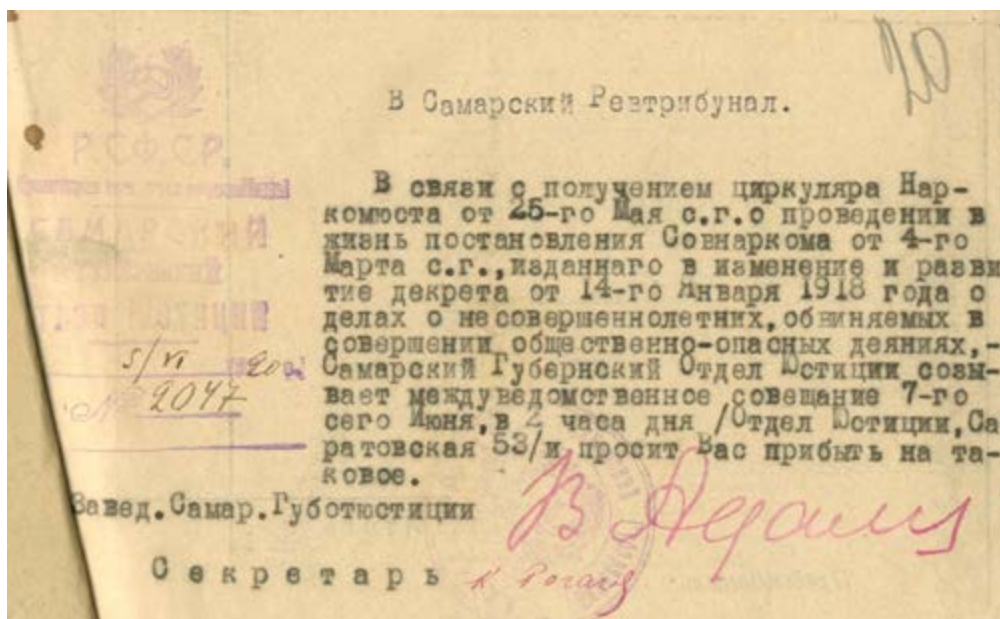 20
В Самарский Ревтрибунал.
Р.С.Ф.С.Р.
В связи с получением циркуляра Нар-
комюста от 25-го Мая с.г.о проведении в
жизнь постановления Совнаркома от 4-го
Марта с.г.,изданнаго в изменение и разви
тие декрета от 14-го Января 1918 года о
делах о несовершеннолетних,обвиняемых в
совершении общественно-опасных деяниях,-
Самарский Губернский Отдел Юстиции созы-
вает междуведомственное совещание 7-го
сего Июня,в 2 часа дня /Отдел Юстиции,Са
ратовская 53/и просит Вас прибыть на та-
ковое.
5/VI 1920 г.
№ 2047
Завед.Самар.Губотюстиции
Секретарь